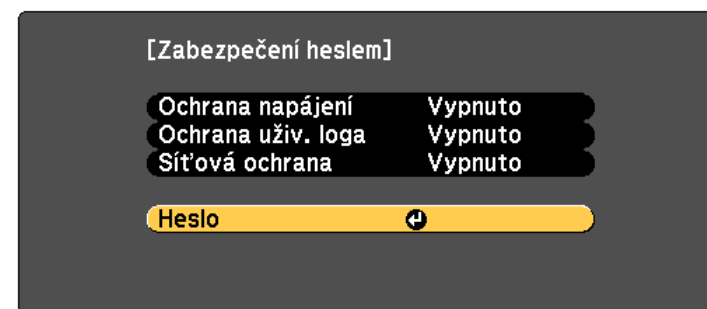 [Zabezpečení heslem]
Ochrana napájení Vypnuto
Ochrana uživ. loga Vypnuto
Síťová ochrana Vypnuto
Heslo